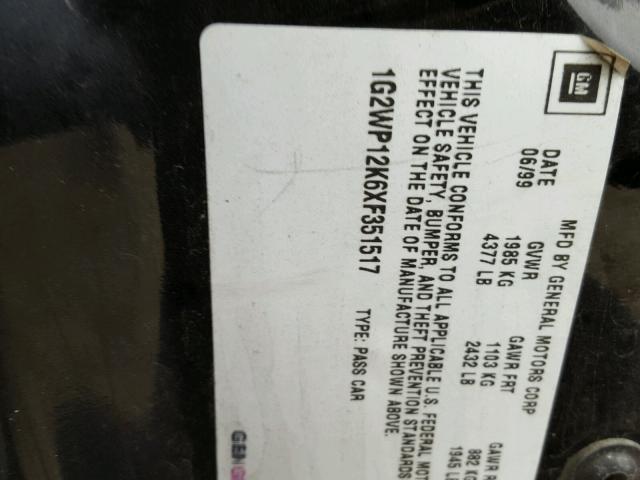 GM
MFD BY GENERAL MOTORS CORP
DATE GVWR GAWR FRT GAWR
06/99 1985 KG 1103 KG 882 KG
4377 LB 2432 LB 1945
THIS VEHICLE CONFORMS TO ALL APPLICABLE U.S. FEDERAL
VEHICLE SAFETY, BUMPER, AND THEFT PREVENTION STANDARDS
EFFECT ON THE DATE OF MANUFACTURE SHOWN ABOVE.
1G2WP12K6XF351517 TYPE: PASS CAR